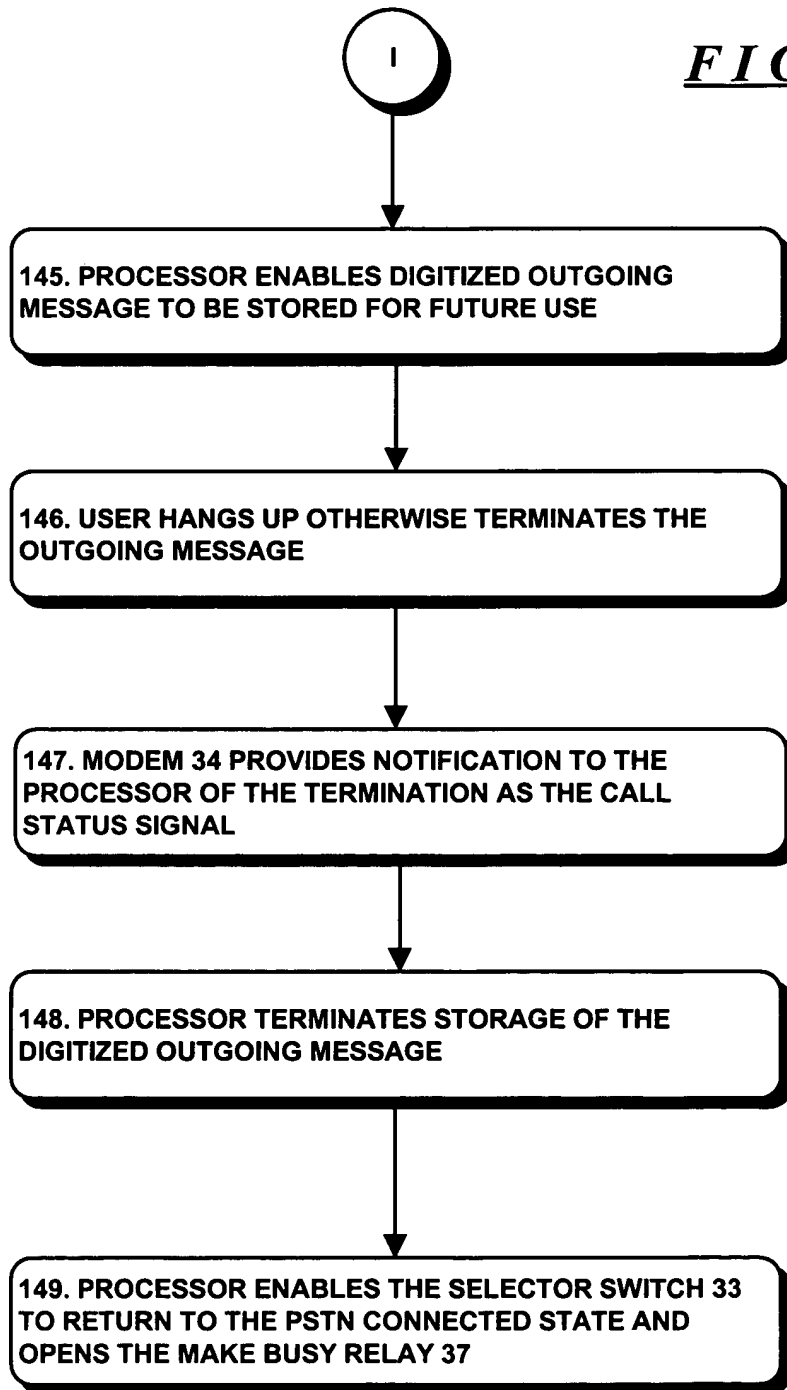 I
FIG
145. PROCESSOR ENABLES DIGITIZED OUTGOING
MESSAGE TO BE STORED FOR FUTURE USE
146. USER HANGS UP OTHERWISE TERMINATES THE
OUTGOING MESSAGE
147. MODEM 34 PROVIDES NOTIFICATION TO THE
PROCESSOR OF THE TERMINATION AS THE CALL
STATUS SIGNAL
148. PROCESSOR TERMINATES STORAGE OF THE
DIGITIZED OUTGOING MESSAGE
149. PROCESSOR ENABLES THE SELECTOR SWITCH 33
TO RETURN TO THE PSTN CONNECTED STATE AND
OPENS THE MAKE BUSY RELAY 37